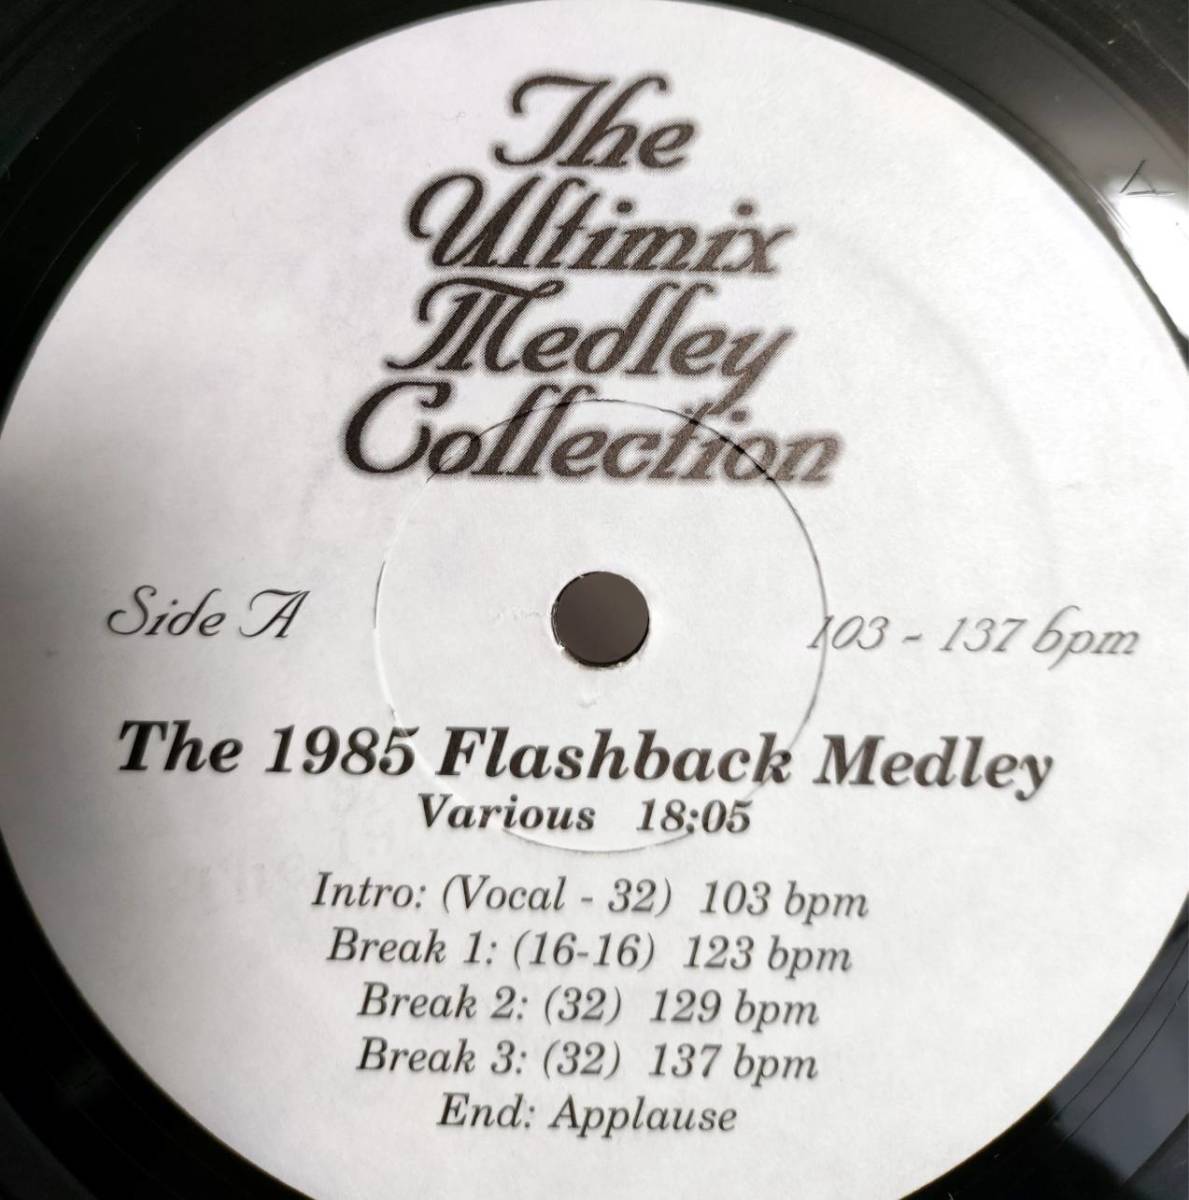 The
Ultimix
Medley
Collection
Side A 103 - 137 bpm
The 1985 Flashback Medley
Various 18:05
Intro: (Vocal - 32) 103 bpm
Break 1: (16-16) 123 bpm
Break 2: (32) 129 bpm
Break 3: (32) 137 bpm
End: Applause